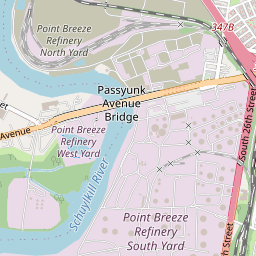 Point Breeze
Refinery
North Yard
347B
Passyunk
Avenue
Bridge
et
Avenue
Point Breeze
Refinery
West Yard
South 26th Street
Schuylkill River
Point Breeze
Refinery
South Yard
Street